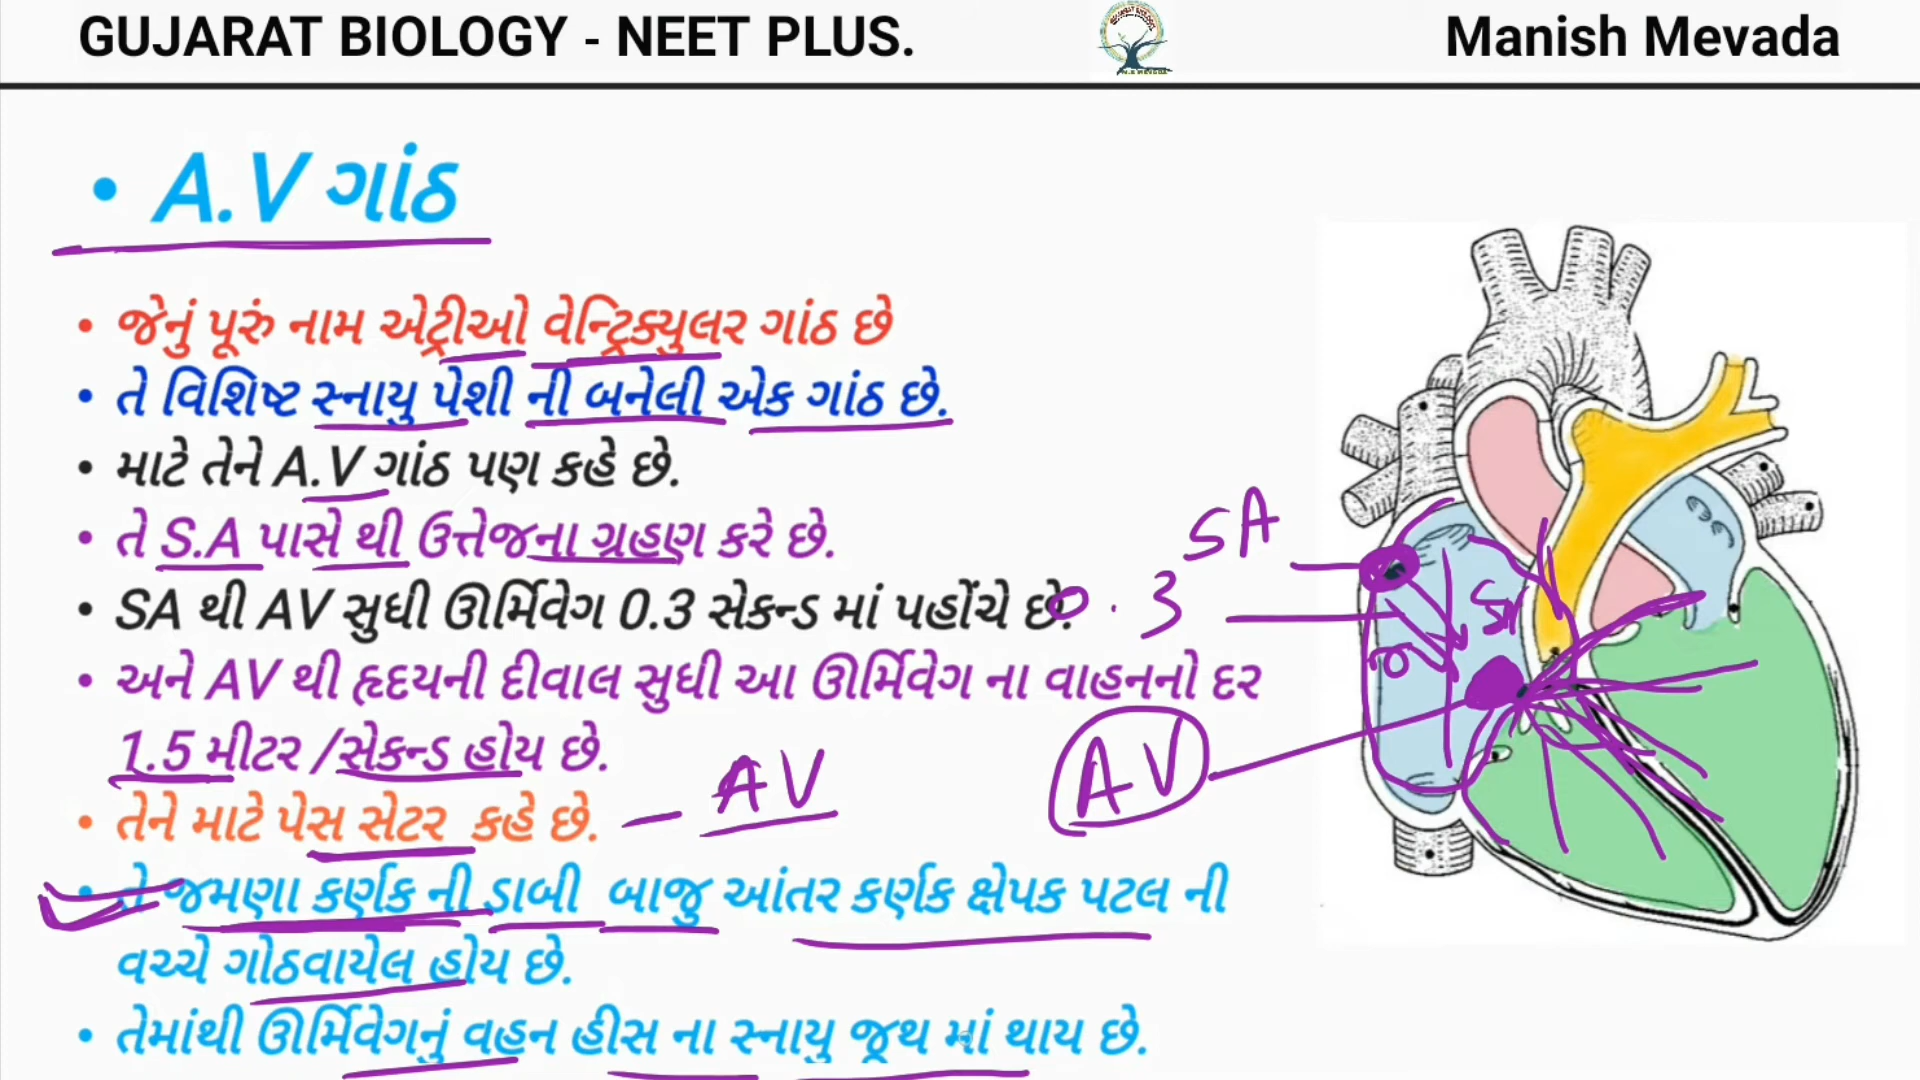 GUJARAT BIOLOGY - NEET PLUS.
Manish Mevada
• A.V ગાંઠ
• જેનું પૂરું નામ એટ્રીઓ વેન્ટ્રિક્યુલર ગાંઠ છે
• તે વિશિષ્ટ સ્નાયુ પેશી ની બનેલી એક ગાંઠ છે.
• માટે તેને A.V ગાંઠ પણ કહે છે.
• તે S.A પાસે થી ઉત્તેજના ગ્રહણ કરે છે.
• SA થી AV સુધી ઊર્મિવેગ 0.3 સેકન્ડ માં પહોંચે છે.
• અને AV થી હૃદયની દીવાલ સુધી આ ઊર્મિવેગ ના વાહનનો દર
1.5 મીટર /સેકન્ડ હોય છે.
• તેને માટે પેસ સેટર કહે છે.
• તે જમણા કર્ણક ની ડાબી બાજુ આંતર કર્ણક ક્ષેપક પટલ ની
વચ્ચે ગોઠવાયેલ હોય છે.
• તેમાંથી ઊર્મિવેગનું વહન હીસ ના સ્નાયુ જૂથ માં થાય છે.
SA
0.3
AV
AV